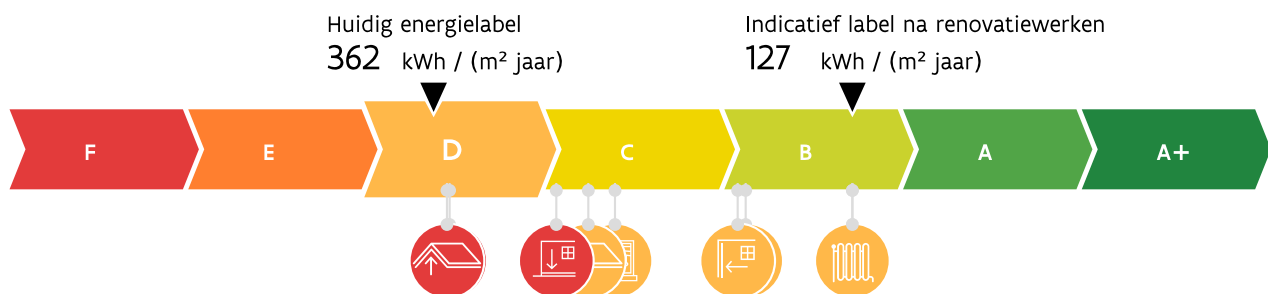 Huidig energielabel
362 kWh / (m² jaar)
Indicatief label na renovatiewerken
127 kWh / (m² jaar)
F E D C B A A+